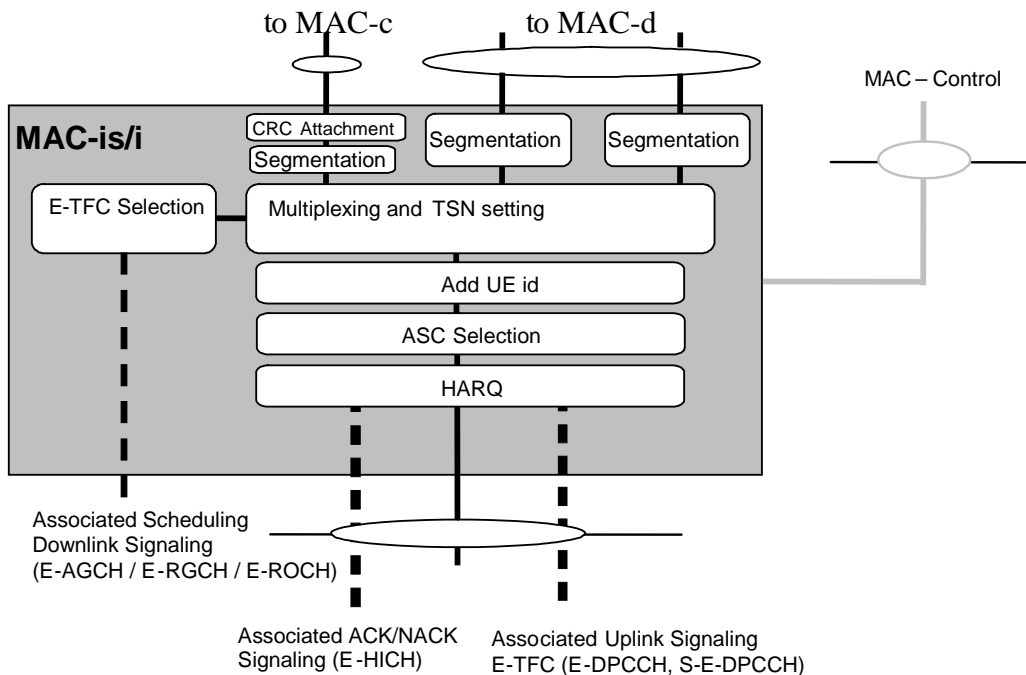 to MAC-c
to MAC-d
MAC – Control
MAC-is/i
CRC Attachment
Segmentation
Segmentation
Segmentation
E-TFC Selection
Multiplexing and TSN setting
Add UE id
ASC Selection
HARQ
Associated Scheduling
Downlink Signaling
(E-AGCH / E-RGCH / E-ROCH)
Associated ACK/NACK
Signaling (E-HICH)
Associated Uplink Signaling
E-TFC (E-DPCCH, S-E-DPCCH)